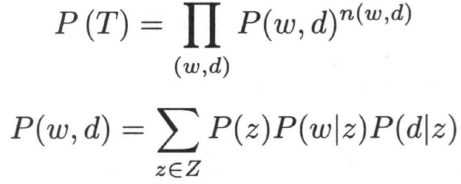 P(T) = ∏_{(w,d)} P(w,d)^{n(w,d)}
P(w,d) = ∑_{z∈Z} P(z)P(w|z)P(d|z)